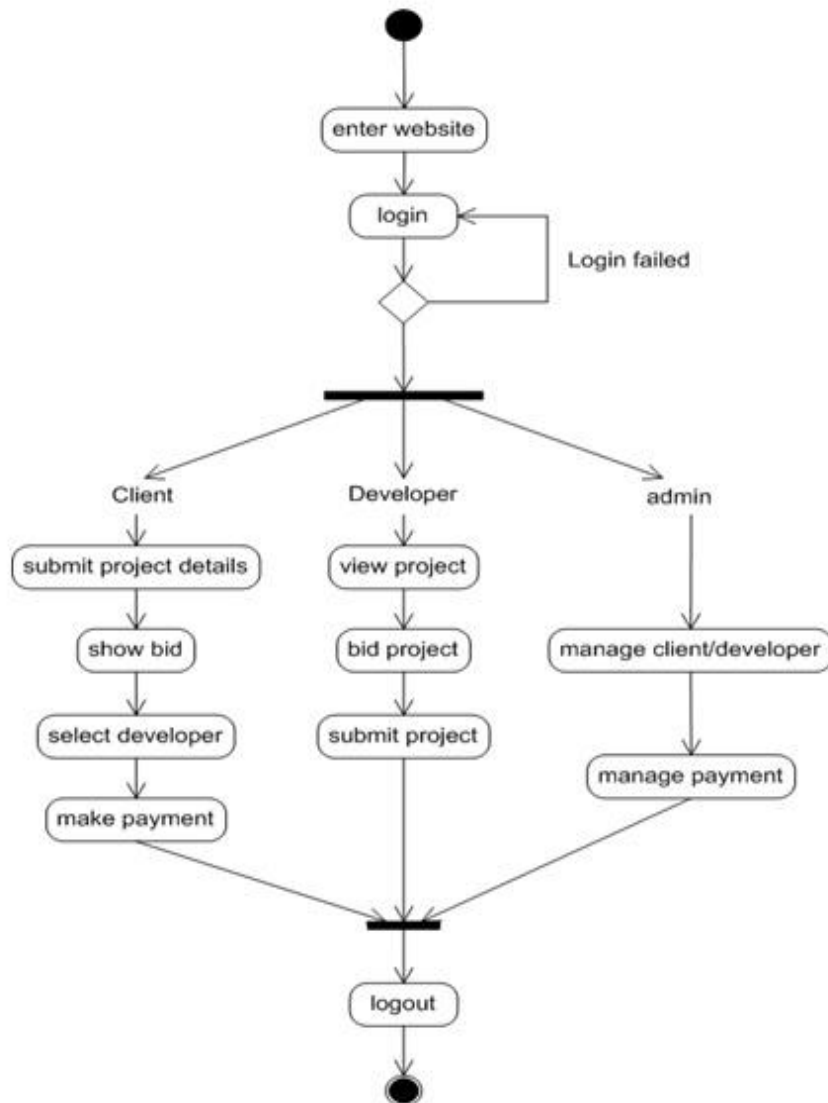 enter website
login
Login failed
Client
Developer
admin
submit project details
view project
show bid
bid project
manage client/developer
select developer
submit project
manage payment
make payment
logout